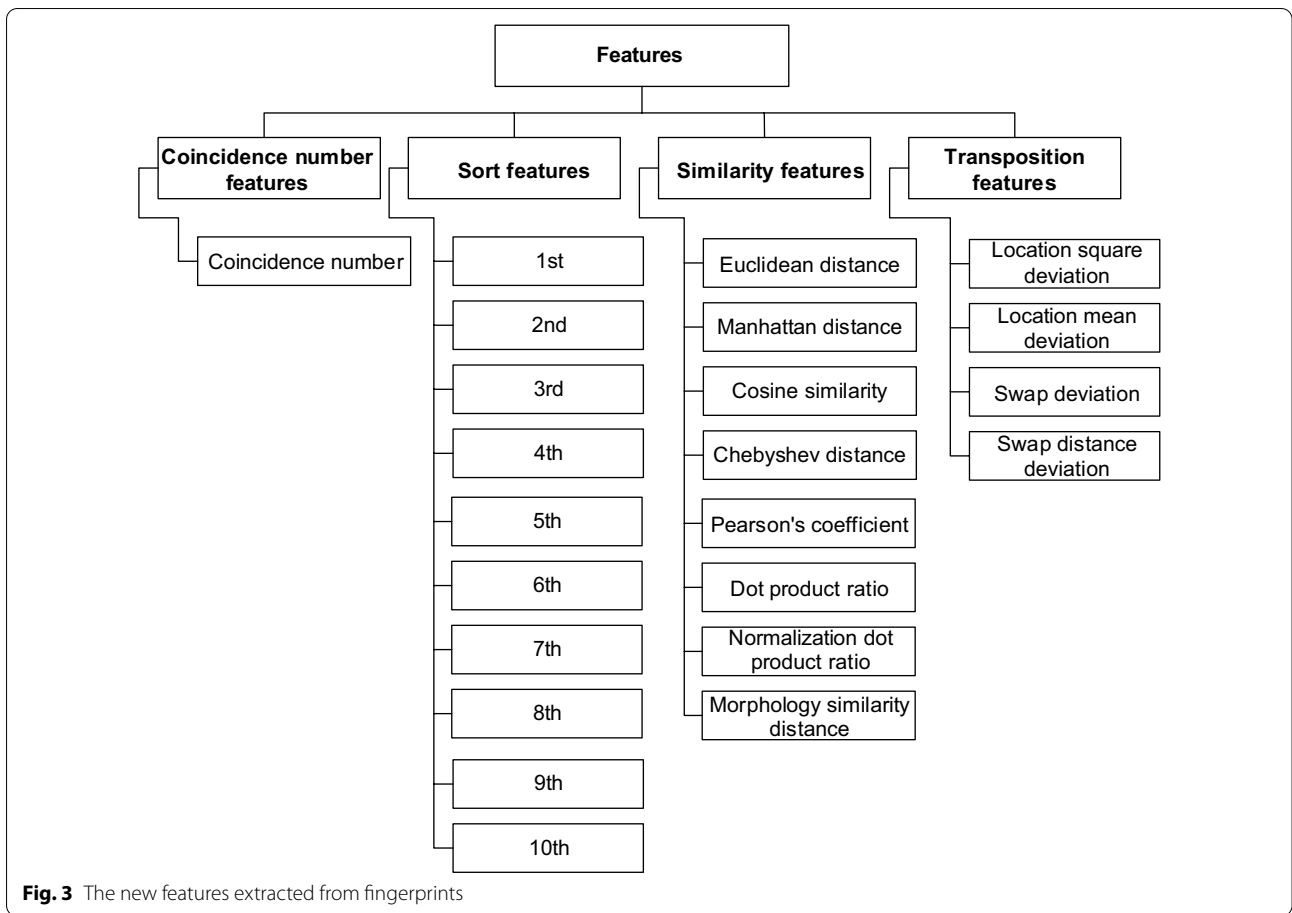 Features
Coincidence number
features
Sort features
Similarity features
Transposition
features
Coincidence number
1st
2nd
3rd
4th
5th
6th
7th
8th
9th
10th
Euclidean distance
Manhattan distance
Cosine similarity
Chebyshev distance
Pearson's coefficient
Dot product ratio
Normalization dot
product ratio
Morphology similarity
distance
Location square
deviation
Location mean
deviation
Swap deviation
Swap distance
deviation
Fig. 3 The new features extracted from fingerprints